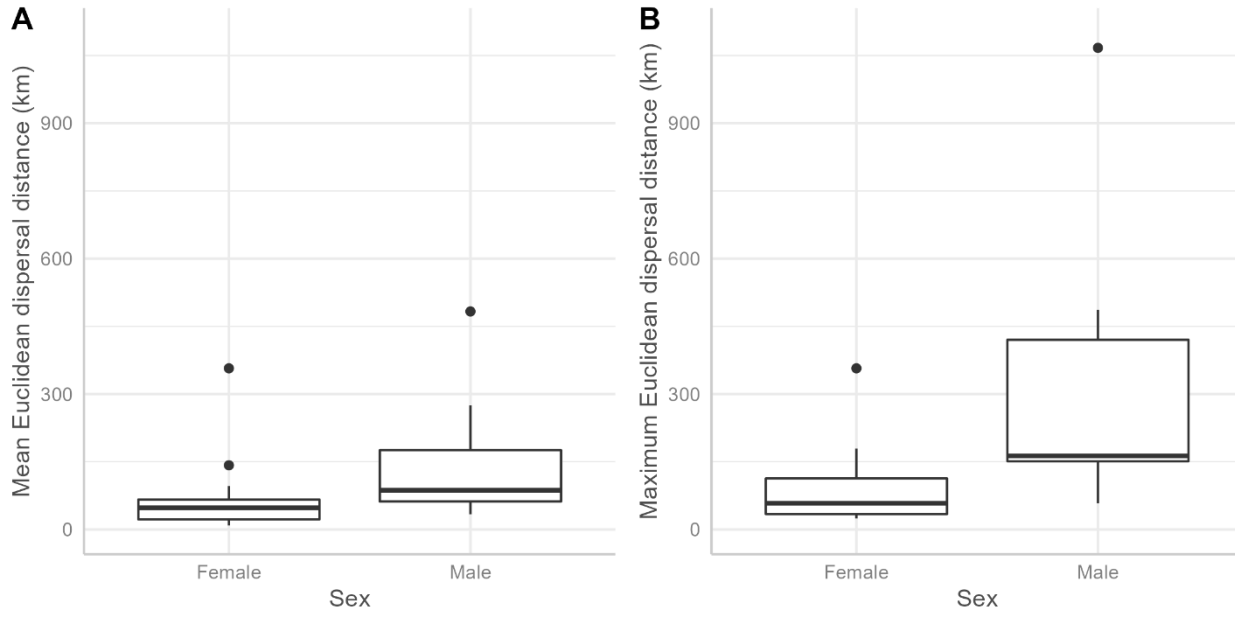 A
Mean Euclidean dispersal distance (km)
900
600
300
0
Female Male
Sex
B
Maximum Euclidean dispersal distance (km)
900
600
300
0
Female Male
Sex